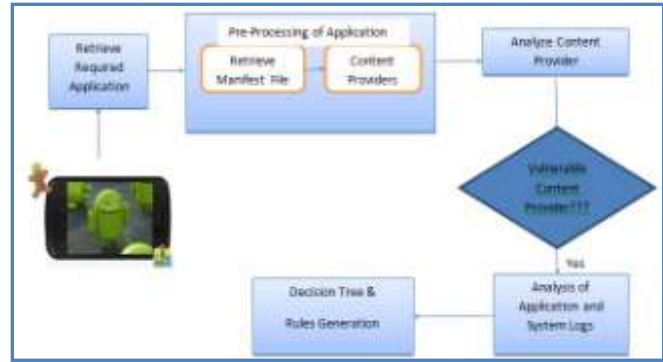 Retrieve
Required
Application
Pre-Processing of Application
Retrieve
Manifest File
Content
Providers
Analyze Content
Provider
Vulnerable
Content
Provider???
Yes
Analysis of
Application and
System Logs
Decision Tree &
Rules Generation